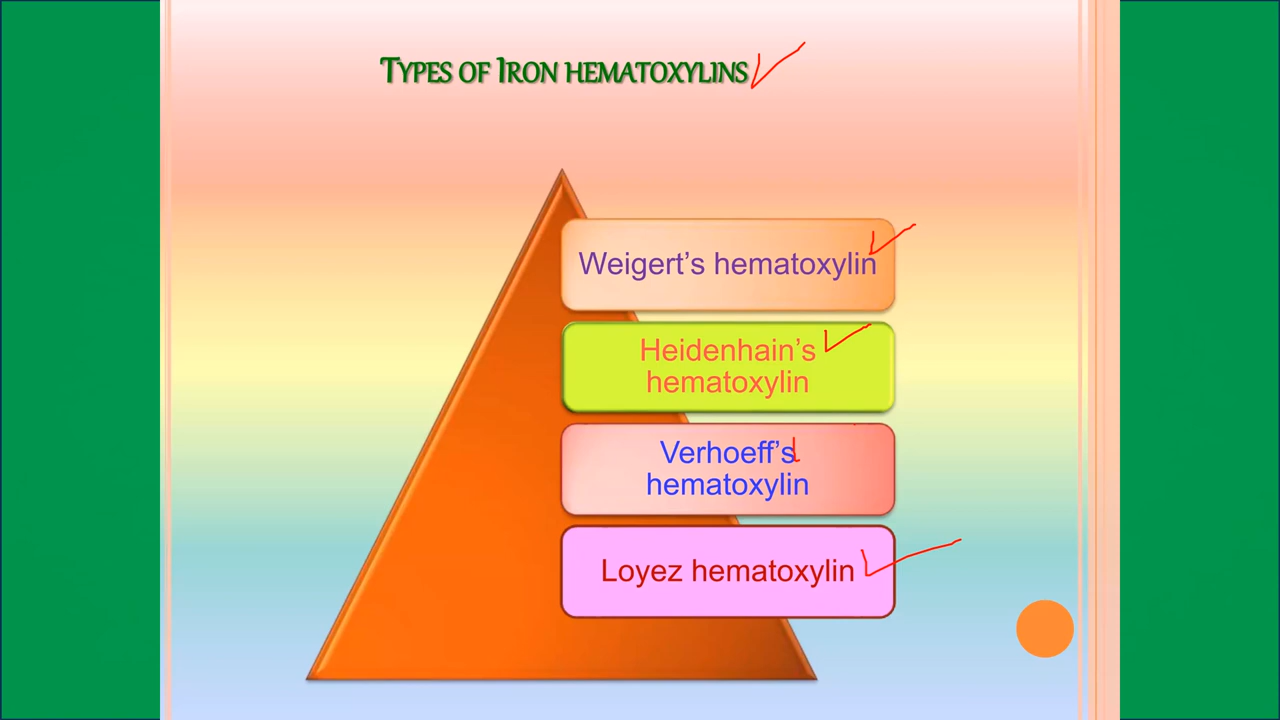 TYPES OF IRON HEMATOXYLINS
Weigert’s hematoxylin
Heidenhain’s
hematoxylin
Verhoeff’s
hematoxylin
Loyez hematoxylin